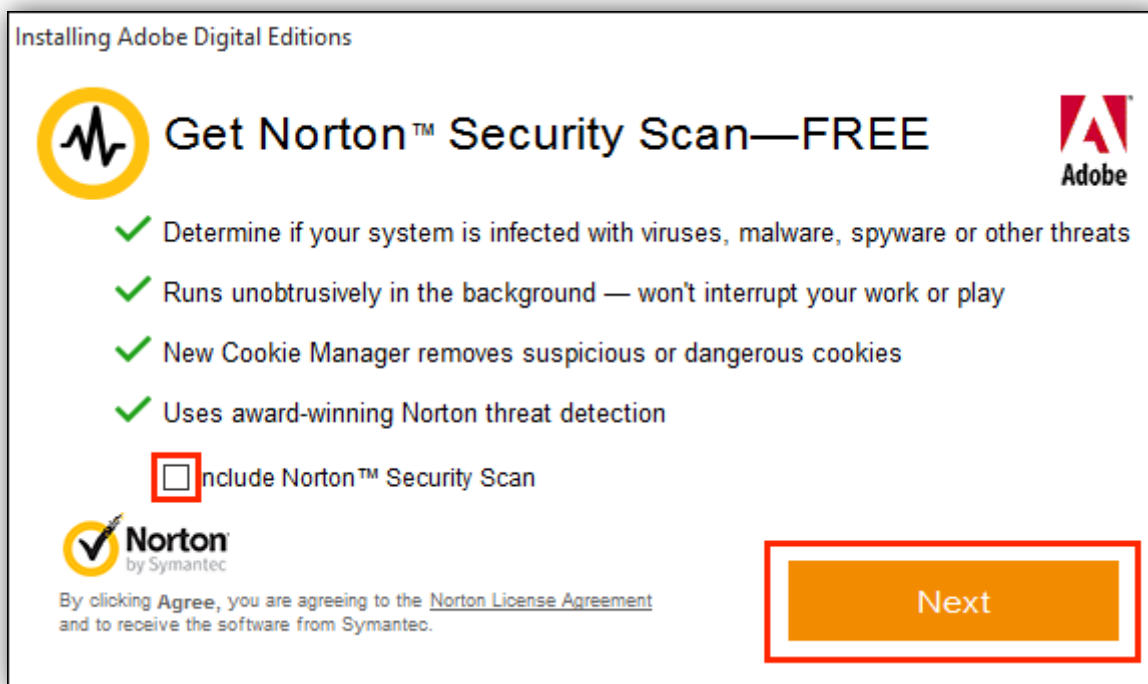 Installing Adobe Digital Editions
Get Norton™ Security Scan—FREE
Adobe
Determine if your system is infected with viruses, malware, spyware or other threats
Runs unobtrusively in the background — won't interrupt your work or play
New Cookie Manager removes suspicious or dangerous cookies
Uses award-winning Norton threat detection
nclude Norton™ Security Scan
Norton
by Symantec
By clicking Agree, you are agreeing to the Norton License Agreement
and to receive the software from Symantec.
Next